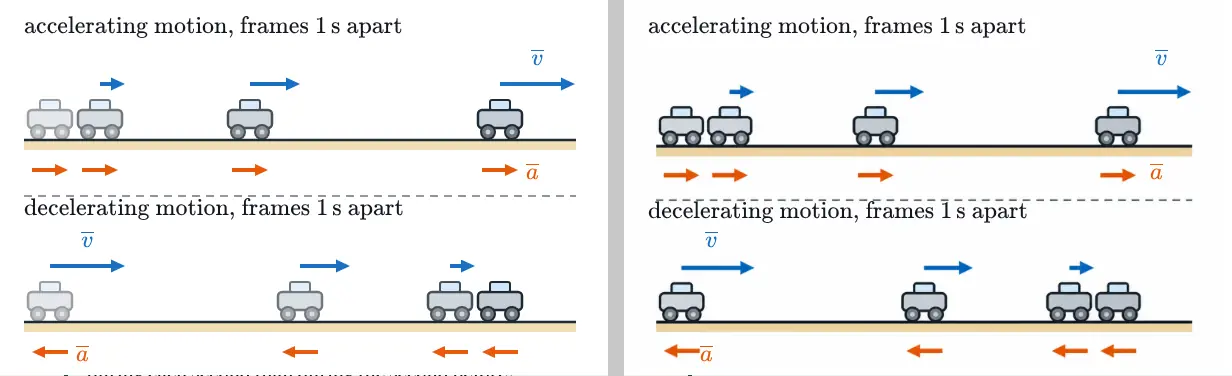 accelerating motion, frames 1 s apart
v̅
a̅
decelerating motion, frames 1 s apart
v̅
a̅
accelerating motion, frames 1 s apart
v̅
a̅
decelerating motion, frames 1 s apart
v̅
a̅